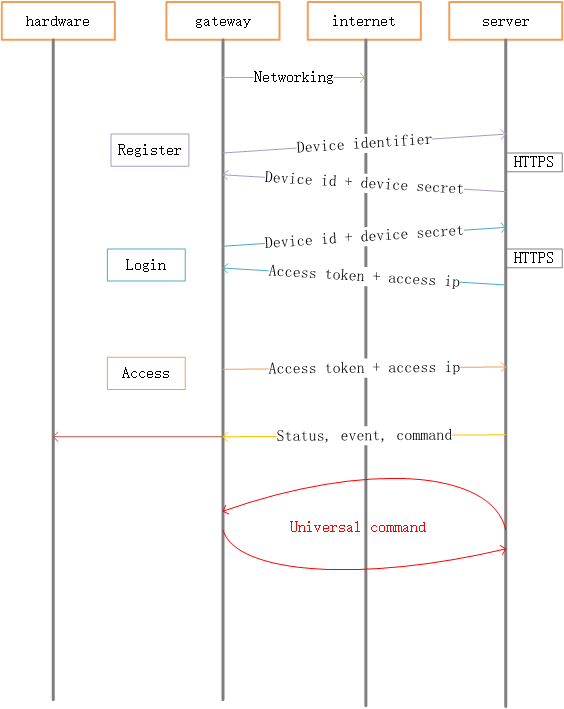 hardware
gateway
internet
server
Networking
Device identifier
Register
HTTPS
Device id + device secret
Device id + device secret
Login
HTTPS
Access token + access ip
Access token + access ip
Access
Status, event, command
Universal command